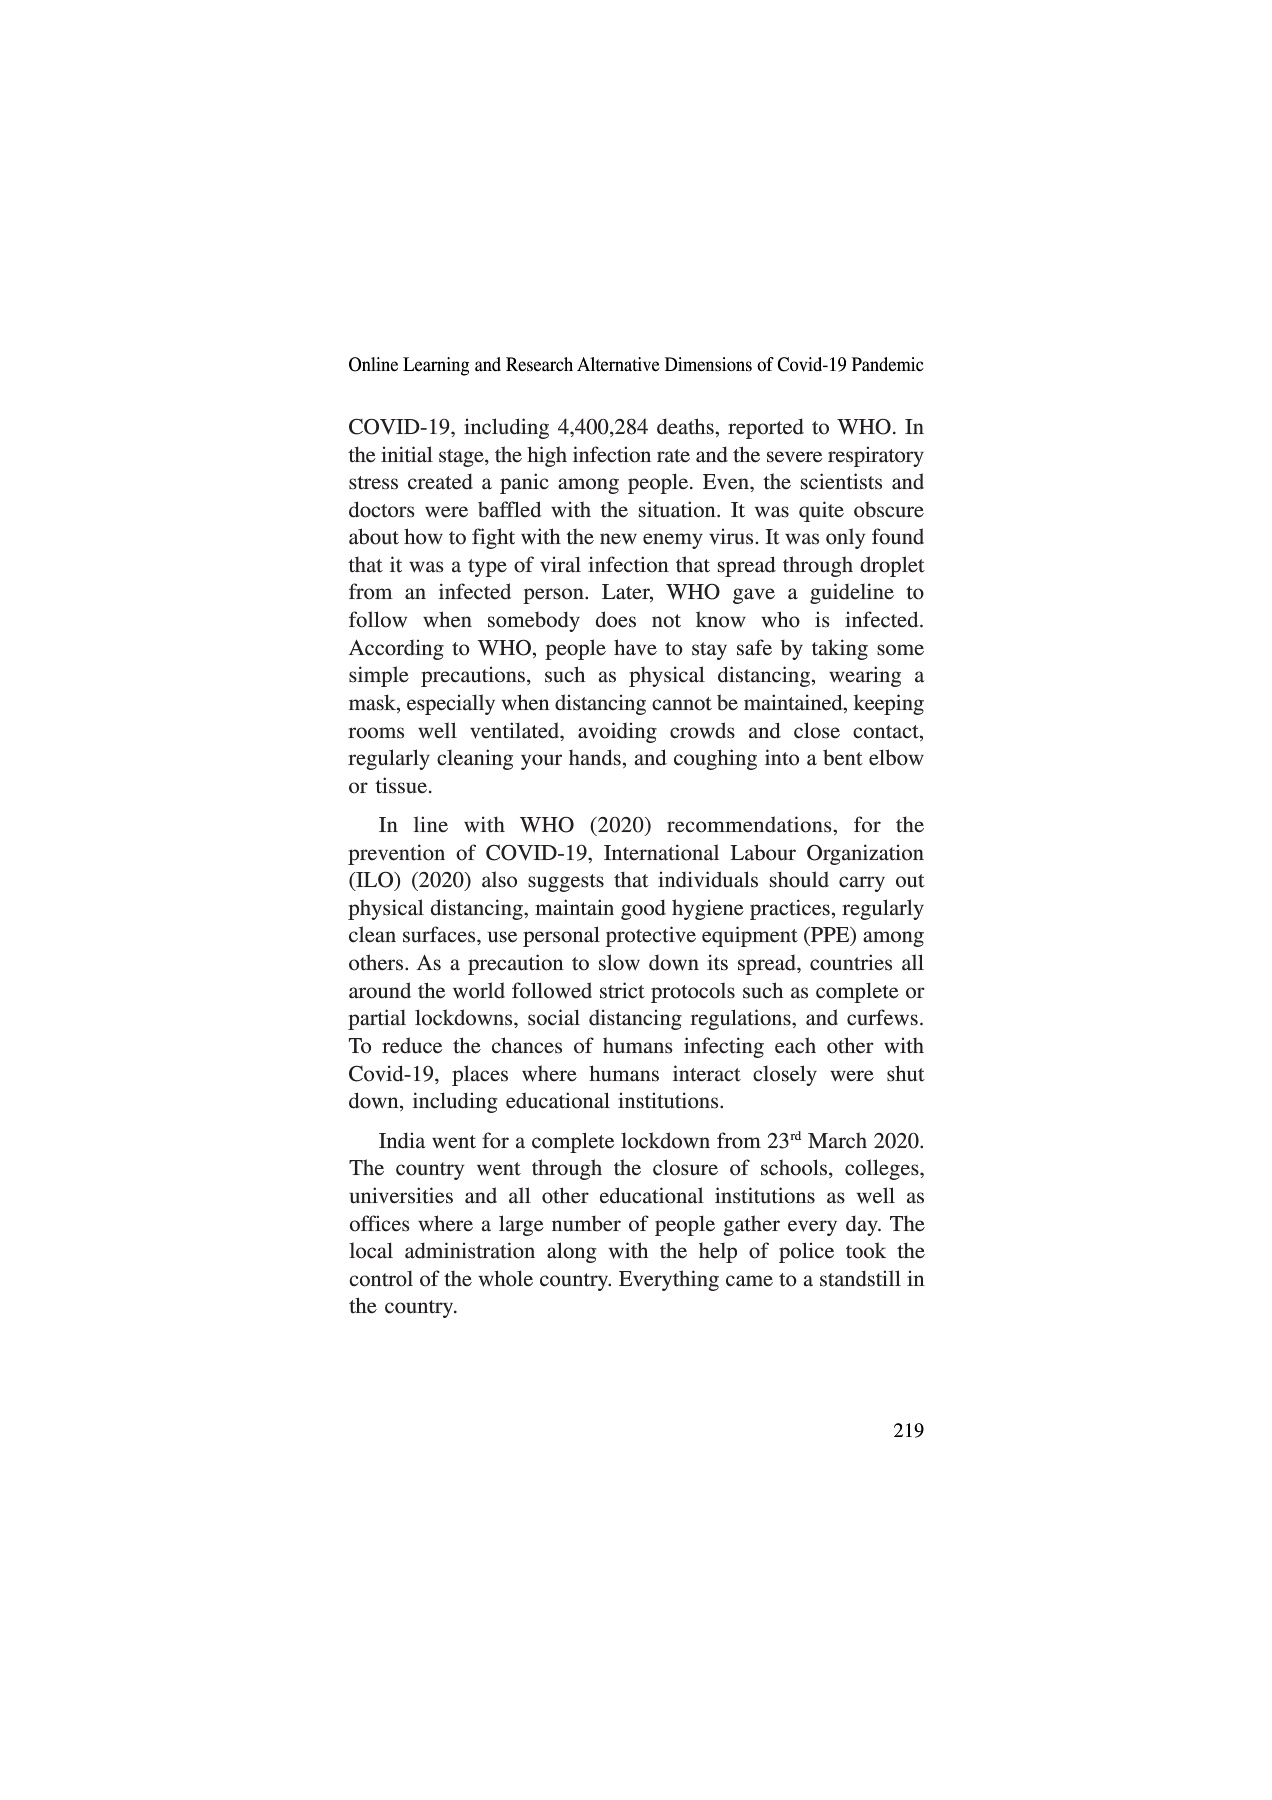 Online Learning and Research Alternative Dimensions of Covid-19 Pandemic
COVID-19, including 4,400,284 deaths, reported to WHO. In
the initial stage, the high infection rate and the severe respiratory
stress created a panic among people. Even, the scientists and
doctors were baffled with the situation. It was quite obscure
about how to fight with the new enemy virus. It was only found
that it was a type of viral infection that spread through droplet
from an infected person. Later, WHO gave a guideline to
follow when somebody does not know who is infected.
According to WHO, people have to stay safe by taking some
simple precautions, such as physical distancing, wearing a
mask, especially when distancing cannot be maintained, keeping
rooms well ventilated, avoiding crowds and close contact,
regularly cleaning your hands, and coughing into a bent elbow
or tissue.
In line with WHO (2020) recommendations, for the
prevention of COVID-19, International Labour Organization
(ILO) (2020) also suggests that individuals should carry out
physical distancing, maintain good hygiene practices, regularly
clean surfaces, use personal protective equipment (PPE) among
others. As a precaution to slow down its spread, countries all
around the world followed strict protocols such as complete or
partial lockdowns, social distancing regulations, and curfews.
To reduce the chances of humans infecting each other with
Covid-19, places where humans interact closely were shut
down, including educational institutions.
India went for a complete lockdown from 23rd March 2020.
The country went through the closure of schools, colleges,
universities and all other educational institutions as well as
offices where a large number of people gather every day. The
local administration along with the help of police took the
control of the whole country. Everything came to a standstill in
the country.
219